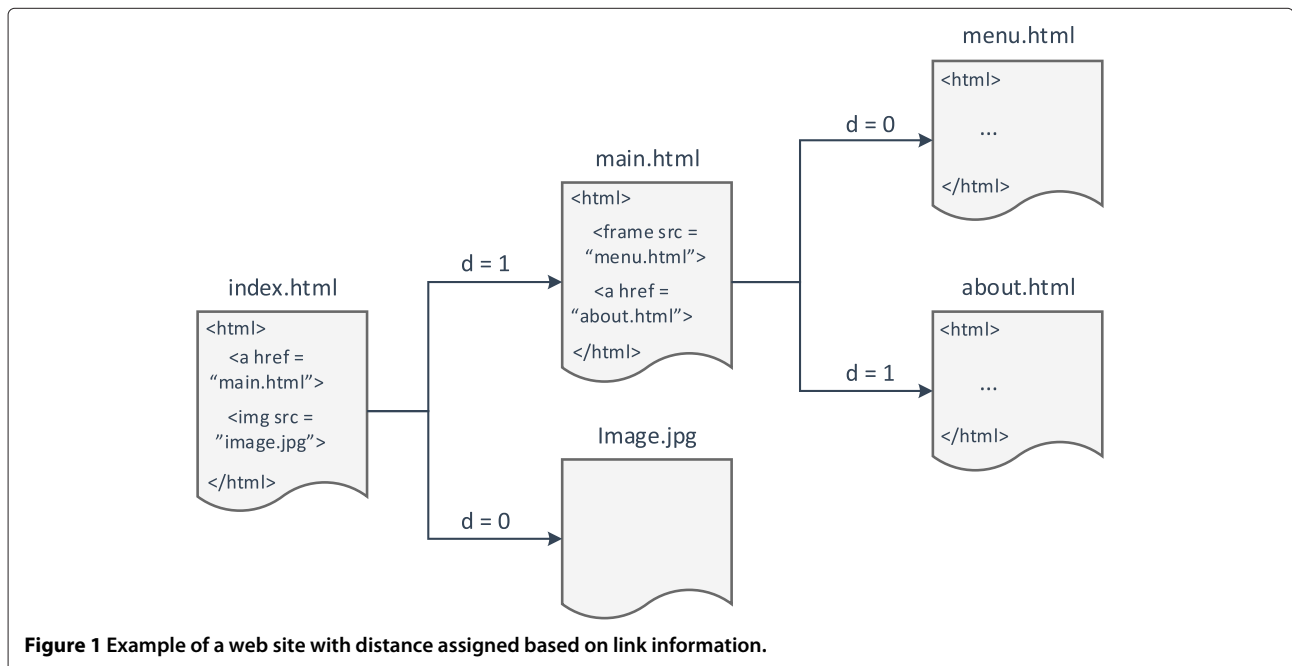 menu.html
<html>
...
</html>
d = 0
main.html
<html>
<frame src =
“menu.html”>
<a href =
“about.html”>
</html>
d = 1
index.html
<html>
<a href =
“main.html”>
<img src =
”image.jpg”>
</html>
about.html
<html>
...
</html>
d = 1
Image.jpg
d = 0
Figure 1 Example of a web site with distance assigned based on link information.